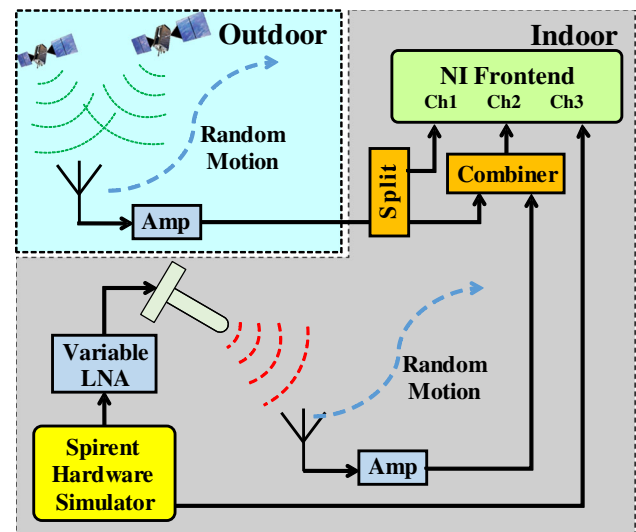 Outdoor
Indoor
NI Frontend
Ch1 Ch2 Ch3
Random
Motion
Amp
Split
Combiner
Variable
LNA
Random
Motion
Spirent
Hardware
Simulator
Amp